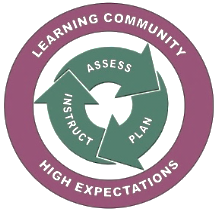 LEARNING COMMUNITY
ASSESS
INSTRUCT
PLAN
HIGH EXPECTATIONS